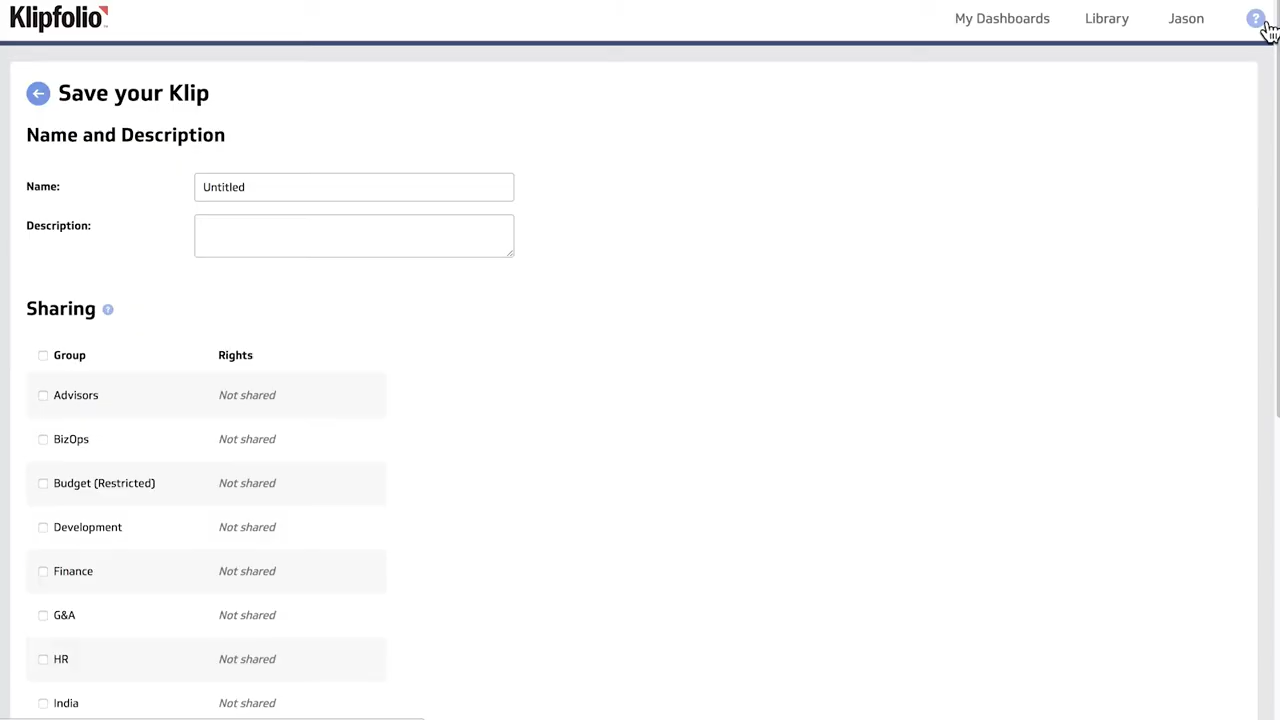 Klipfolio
My Dashboards Library Jason ?
Save your Klip
Name and Description
Name: Untitled
Description:
Sharing ?
Group Rights
Advisors Not shared
BizOps Not shared
Budget (Restricted) Not shared
Development Not shared
Finance Not shared
G&A Not shared
HR Not shared
India Not shared